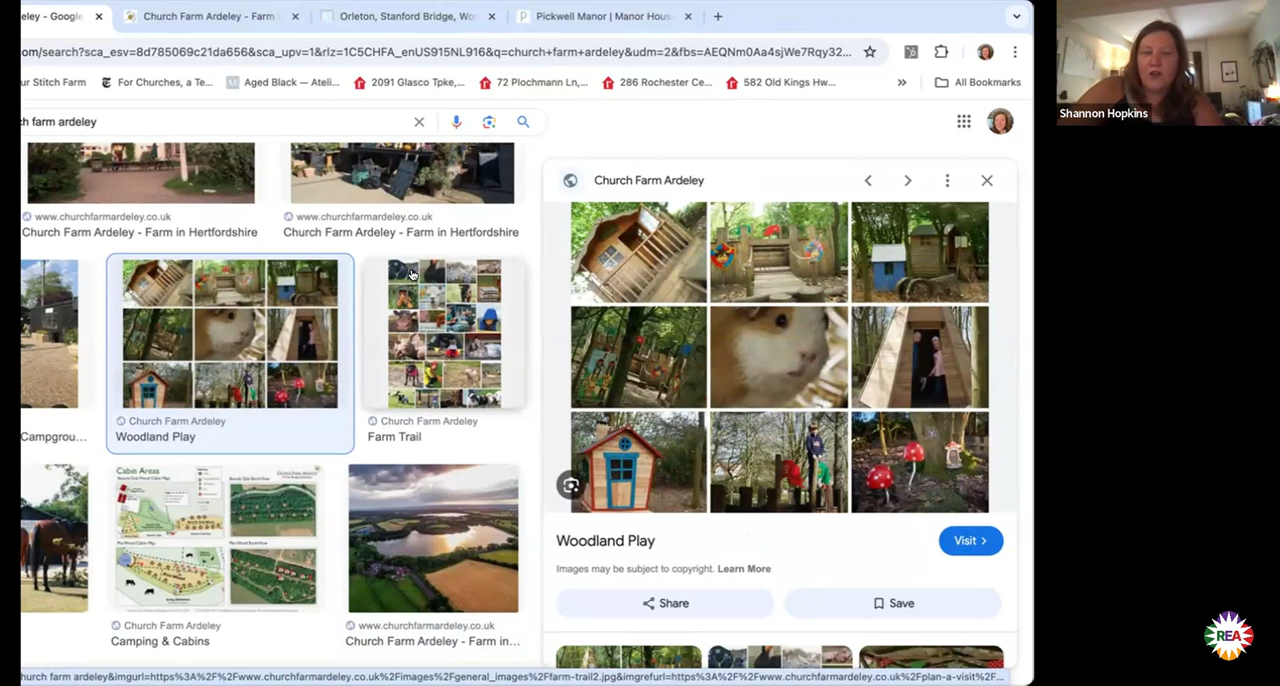 eley - Google
Church Farm Ardeley - Farm
Orleton, Stanford Bridge, Wo
Pickwell Manor | Manor Hous
om/search?sca_esv=8d785069c21da656&sca_upv=1&rlz=1C5CHFA_enUS915NL916&q=church+farm+ardeley&udm=2&fbs=AEQNm0Aa4sjWe7Rqy32...
ur Stitch Farm
For Churches, a Te...
Aged Black — Ateli...
2091 Glasco Tpke,...
72 Plochmann Ln,...
286 Rochester Ce...
582 Old Kings Hw...
All Bookmarks
Shannon Hopkins
ch farm ardeley
Church Farm Ardeley
www.churchfarmardeley.co.uk
Church Farm Ardeley - Farm in Hertfordshire
www.churchfarmardeley.co.uk
Church Farm Ardeley - Farm in Hertfordshire
Campgrou...
Church Farm Ardeley
Woodland Play
Church Farm Ardeley
Farm Trail
Cabin Areas
Church Farm Ardeley
Camping & Cabins
www.churchfarmardeley.co.uk
Church Farm Ardeley - Farm in...
Woodland Play
Visit
Images may be subject to copyright. Learn More
Share
Save
REA
hurch farm ardeley&imgurl=https%3A%2F%2Fwww.churchfarmardeley.co.uk%2Fimages%2Fgeneral_images%2Ffarm-trail2.jpg&imgrefurl=https%3A%2F%2Fwww.churchfarmardeley.co.uk%2Fplan-a-visit%2F...